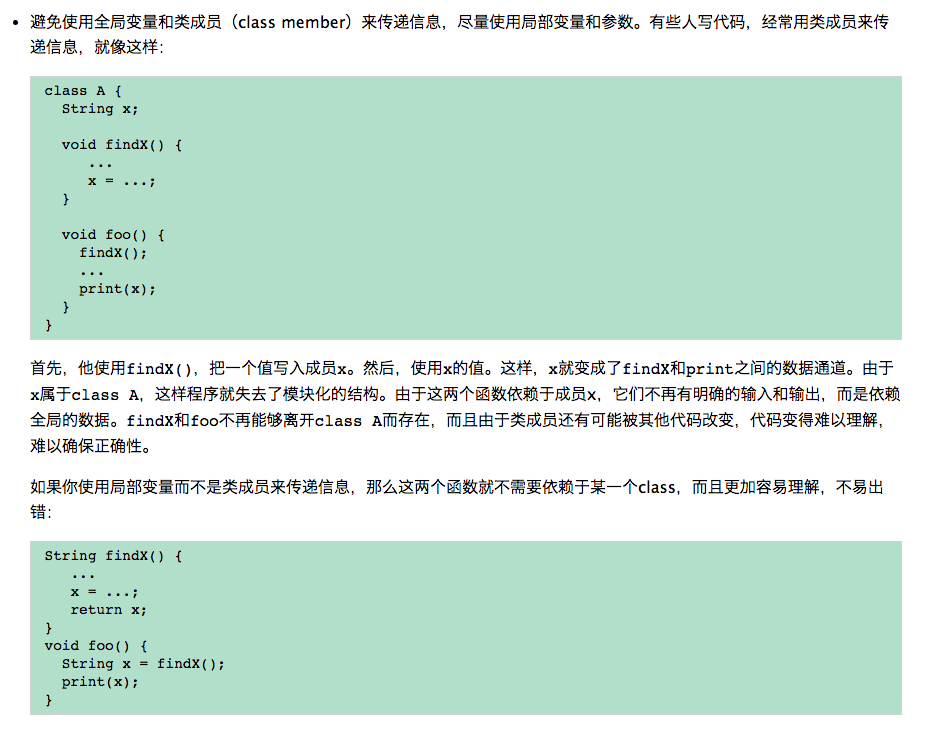 • 避免使用全局变量和类成员（class member）来传递信息，尽量使用局部变量和参数。有些人写代码，经常用类成员来传
递信息，就像这样：
class A {
  String x;
  void findX() {
     ...
     x = ...;
  }
  void foo() {
    findX();
    ...
    print(x);
  }
}
首先，他使用findX()，把一个值写入成员x。然后，使用x的值。这样，x就变成了findX和print之间的数据通道。由于
x属于class A，这样程序就失去了模块化的结构。由于这两个函数依赖于成员x，它们不再有明确的输入和输出，而是依赖
全局的数据。findX和foo不再能够离开class A而存在，而且由于类成员还有可能被其他代码改变，代码变得难以理解，
难以确保正确性。
如果你使用局部变量而不是类成员来传递信息，那么这两个函数就不需要依赖于某一个class，而且更加容易理解，不易出
错：
String findX() {
   ...
   x = ...;
   return x;
}
void foo() {
  String x = findX();
  print(x);
}